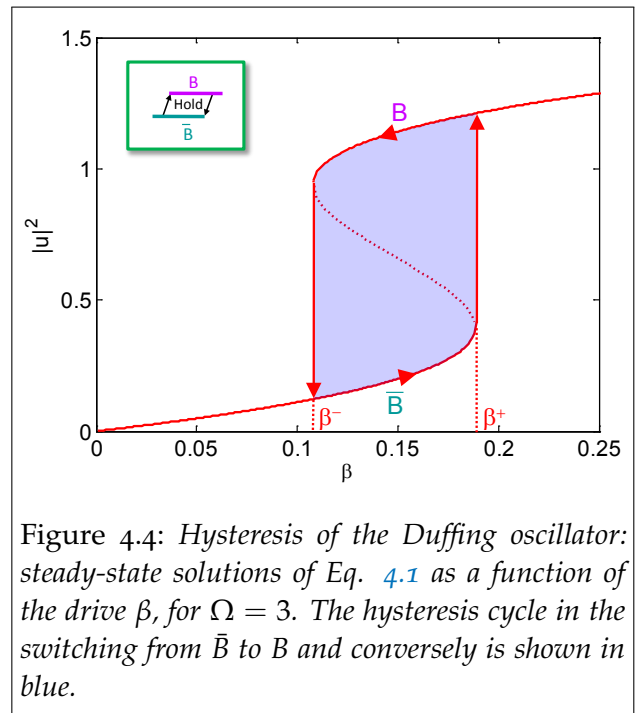 1.5
B
Hold
B̄
B
1
|u|²
0.5
B̄
β⁻
β⁺
0
0
0.05
0.1
0.15
0.2
0.25
β
Figure 4.4: Hysteresis of the Duffing oscillator:
steady-state solutions of Eq. 4.1 as a function of
the drive β, for Ω = 3. The hysteresis cycle in the
switching from B̄ to B and conversely is shown in
blue.